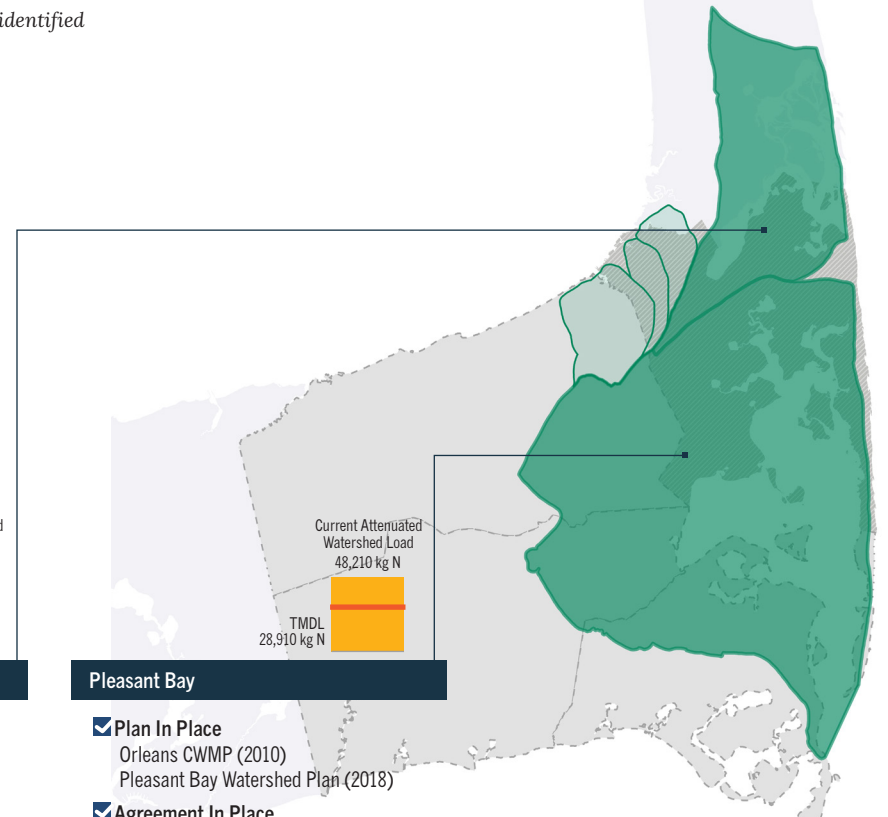 identified
Current Attenuated
Watershed Load
48,210 kg N
TMDL
28,910 kg N
Pleasant Bay
Plan In Place
Orleans CWMP (2010)
Pleasant Bay Watershed Plan (2018)
Agreement In Place